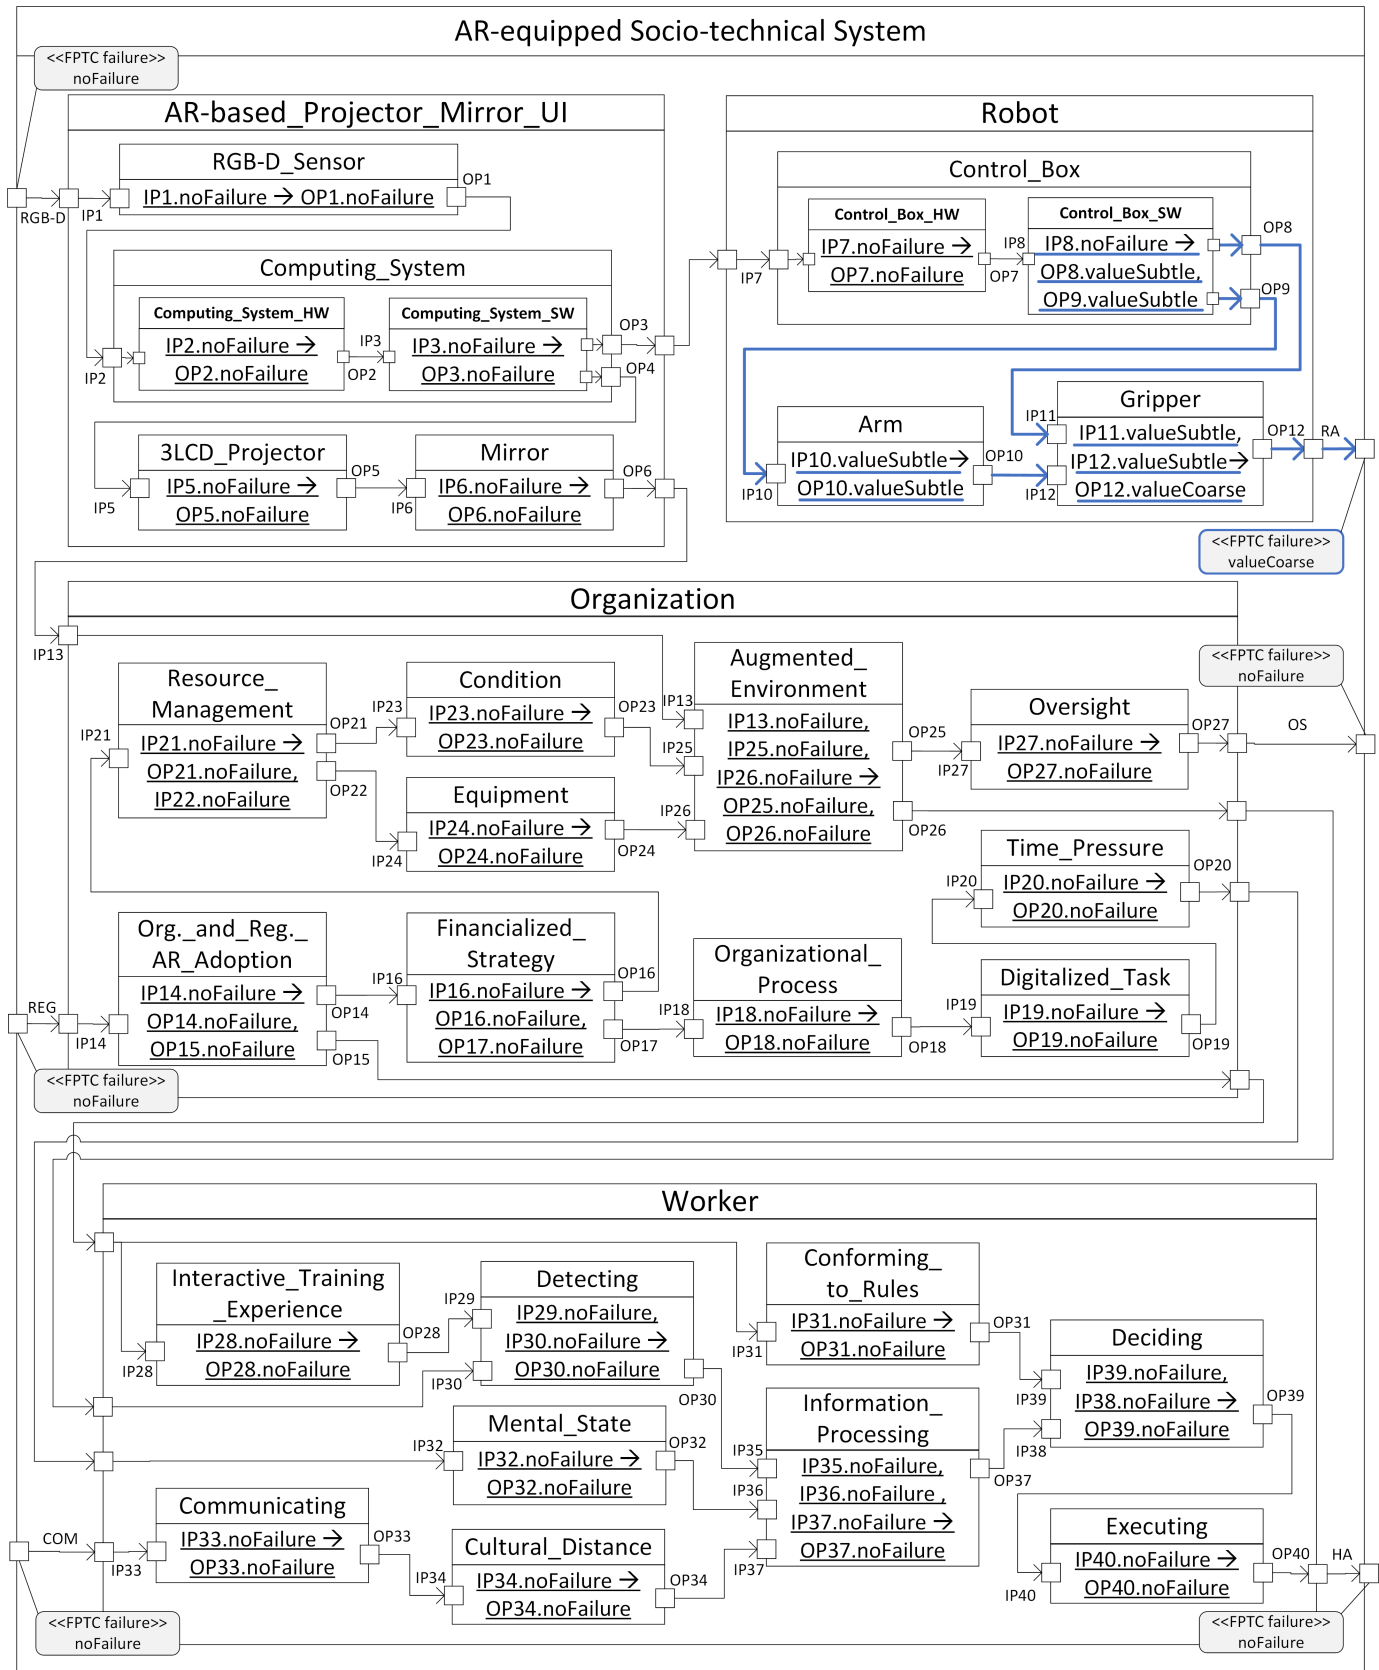 AR-equipped Socio-technical System
<<FPTC failure>>
noFailure
AR-based_Projector_Mirror_UI
RGB-D_Sensor
IP1.noFailure → OP1.noFailure
OP1
RGB-D
IP1
Computing_System
Computing_System_HW
IP2.noFailure →
OP2.noFailure
IP2
IP3
OP2
Computing_System_SW
IP3.noFailure →
OP3.noFailure
OP3
OP4
3LCD_Projector
IP5.noFailure →
OP5.noFailure
IP5
OP5
Mirror
IP6.noFailure →
OP6.noFailure
IP6
OP6
Robot
Control_Box
Control_Box_HW
IP7.noFailure →
OP7.noFailure
IP7
IP8
OP7
Control_Box_SW
IP8.noFailure →
OP8.valueSubtle,
OP9.valueSubtle
OP8
OP9
Arm
IP10.valueSubtle→
OP10.valueSubtle
IP10
OP10
Gripper
IP11.valueSubtle,
IP12.valueSubtle→
OP12.valueCoarse
IP11
IP12
OP12
RA
<<FPTC failure>>
valueCoarse
Organization
IP13
Resource_
Management
IP21.noFailure →
OP21.noFailure,
IP22.noFailure
IP21
OP21
OP22
Condition
IP23.noFailure →
OP23.noFailure
IP23
OP23
Equipment
IP24.noFailure →
OP24.noFailure
IP24
OP24
Augmented_
Environment
IP13.noFailure,
IP25.noFailure,
IP26.noFailure →
OP25.noFailure,
OP26.noFailure
IP13
IP25
IP26
OP25
OP26
Oversight
IP27.noFailure →
OP27.noFailure
IP27
OP27
OS
<<FPTC failure>>
noFailure
Time_Pressure
IP20.noFailure →
OP20.noFailure
IP20
OP20
Org._and_Reg._
AR_Adoption
IP14.noFailure →
OP14.noFailure,
OP15.noFailure
REG
IP14
OP14
OP15
Financialized_
Strategy
IP16.noFailure →
OP16.noFailure,
OP17.noFailure
IP16
OP16
OP17
Organizational_
Process
IP18.noFailure →
OP18.noFailure
IP18
OP18
Digitalized_Task
IP19.noFailure →
OP19.noFailure
IP19
OP19
<<FPTC failure>>
noFailure
Worker
Interactive_Training
_Experience
IP28.noFailure →
OP28.noFailure
IP28
OP28
Detecting
IP29.noFailure,
IP30.noFailure →
OP30.noFailure
IP29
IP30
OP30
Conforming_
to_Rules
IP31.noFailure →
OP31.noFailure
IP31
OP31
Deciding
IP39.noFailure,
IP38.noFailure →
OP39.noFailure
IP39
IP38
OP39
Mental_State
IP32.noFailure →
OP32.noFailure
IP32
OP32
Information_
Processing
IP35.noFailure,
IP36.noFailure ,
IP37.noFailure →
OP37.noFailure
IP35
IP36
IP37
OP37
Communicating
IP33.noFailure →
OP33.noFailure
COM
IP33
OP33
Cultural_Distance
IP34.noFailure →
OP34.noFailure
IP34
OP34
Executing
IP40.noFailure →
OP40.noFailure
IP40
OP40
HA
<<FPTC failure>>
noFailure
<<FPTC failure>>
noFailure